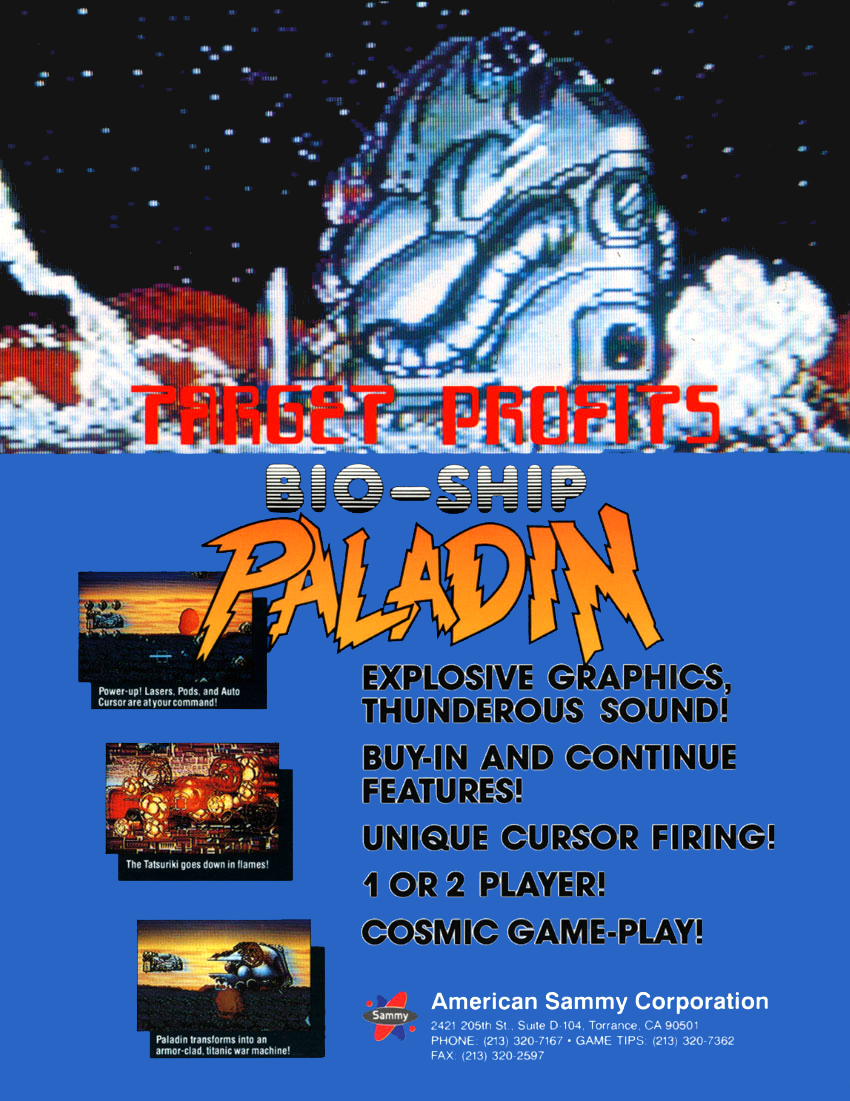 TARGET PROFITS
BIO-SHIP
PALADIN
Power-up! Lasers, Pods, and Auto
Cursor are at your command!
EXPLOSIVE GRAPHICS,
THUNDEROUS SOUND!
BUY-IN AND CONTINUE
FEATURES!
The Tatsuriki goes down in flames!
UNIQUE CURSOR FIRING!
1 OR 2 PLAYER!
COSMIC GAME-PLAY!
Paladin transforms into an
armor-clad, titanic war machine!
Sammy
American Sammy Corporation
2421 205th St., Suite D-104, Torrance, CA 90501
PHONE: (213) 320-7167 • GAME TIPS: (213) 320-7362
FAX: (213) 320-2597